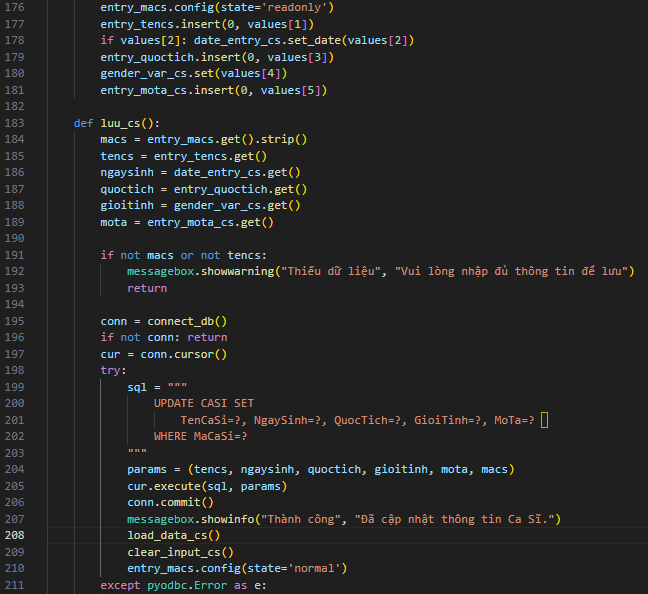 176 entry_macs.config(state='readonly')
177 entry_tencs.insert(0, values[1])
178 if values[2]: date_entry_cs.set_date(values[2])
179 entry_quoctich.insert(0, values[3])
180 gender_var_cs.set(values[4])
181 entry_mota_cs.insert(0, values[5])
182
183 def luu_cs():
184 macs = entry_macs.get().strip()
185 tencs = entry_tencs.get()
186 ngaysinh = date_entry_cs.get()
187 quoctich = entry_quoctich.get()
188 gioitinh = gender_var_cs.get()
189 mota = entry_mota_cs.get()
190
191 if not macs or not tencs:
192 messagebox.showwarning("Thiếu dữ liệu", "Vui lòng nhập đủ thông tin để lưu")
193 return
194
195 conn = connect_db()
196 if not conn: return
197 cur = conn.cursor()
198 try:
199 sql = """
200 UPDATE CASI SET
201 TenCaSi=?, NgaySinh=?, QuocTich=?, GioiTinh=?, MoTa=?
202 WHERE MaCaSi=?
203 """
204 params = (tencs, ngaysinh, quoctich, gioitinh, mota, macs)
205 cur.execute(sql, params)
206 conn.commit()
207 messagebox.showinfo("Thành công", "Đã cập nhật thông tin Ca Sĩ.")
208 load_data_cs()
209 clear_input_cs()
210 entry_macs.config(state='normal')
211 except pyodbc.Error as e: